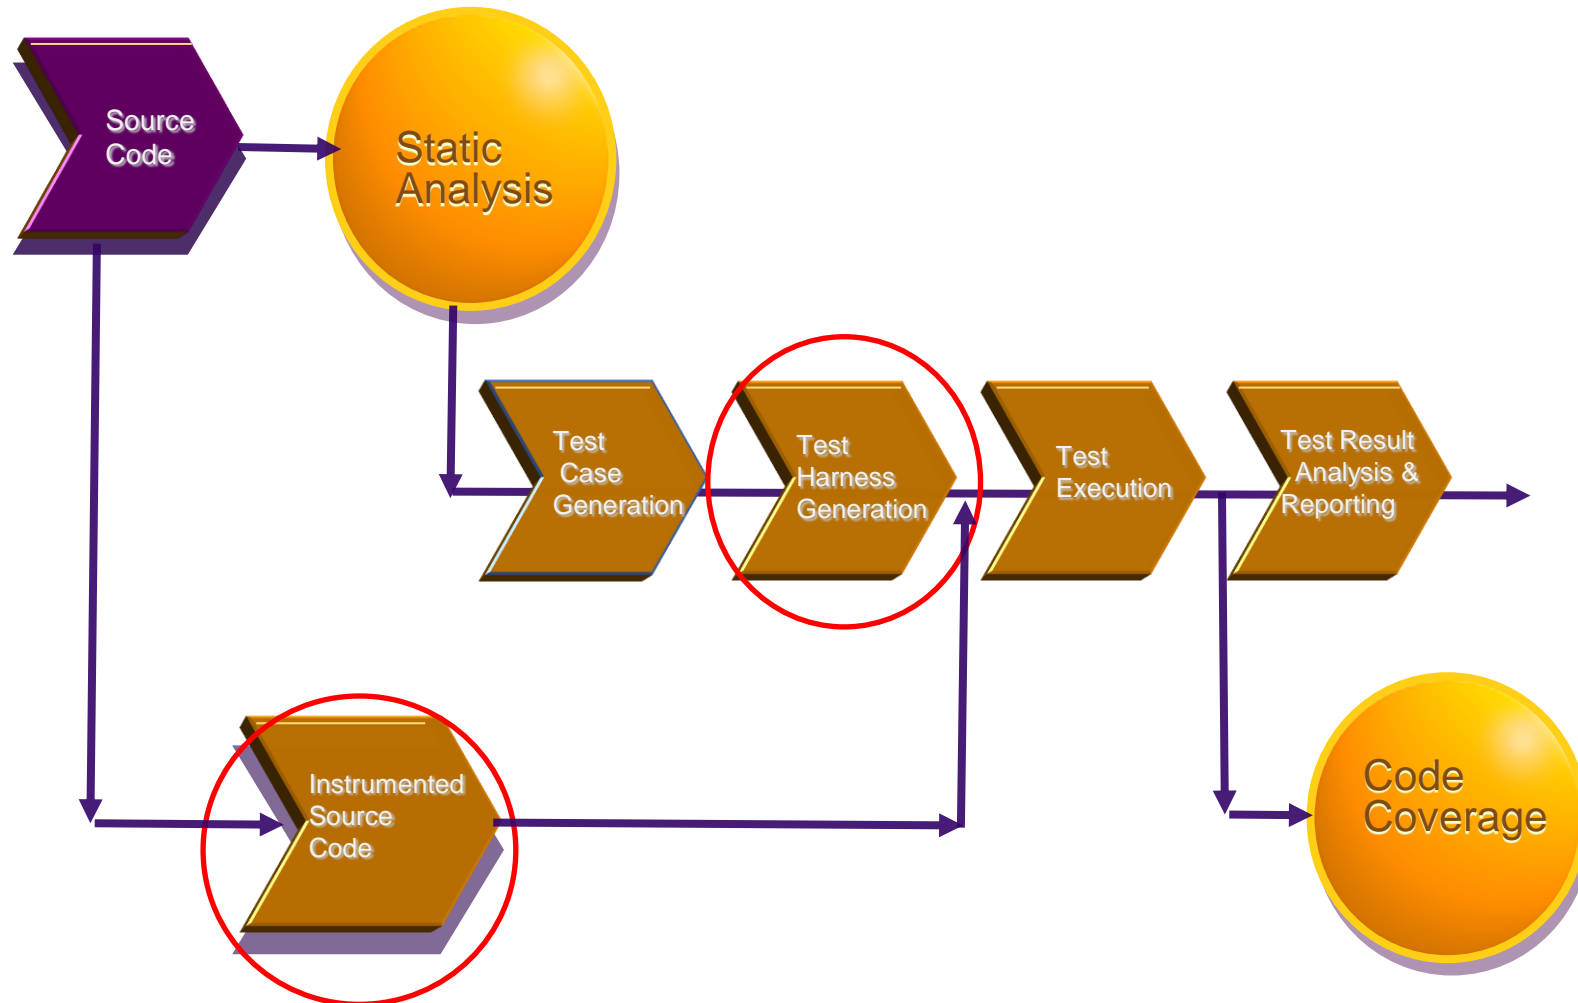 Source
Code
Static
Analysis
Test
Case
Generation
Test
Harness
Generation
Test
Execution
Test Result
Analysis &
Reporting
Instrumented
Source
Code
Code
Coverage